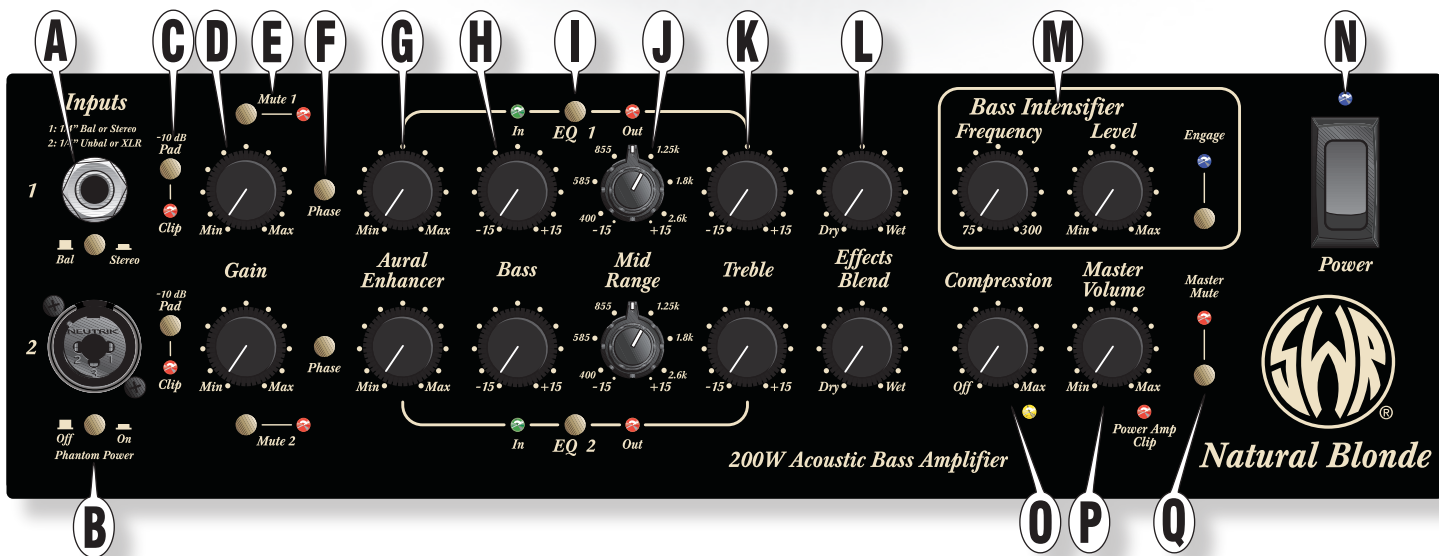 A
C
D
E
F
G
H
I
J
K
L
M
N
Inputs
1: 1/4" Bal or Stereo
2: 1/4" Unbal or XLR
1
Bal
Stereo
-10 dB
Pad
Clip
Mute 1
Min
Max
Phase
Min
Max
In
EQ 1
Out
-15
+15
400
585
855
1.25k
1.8k
2.6k
-15
+15
-15
+15
Dry
Wet
Bass Intensifier
Frequency
Level
75
300
Min
Max
Engage
Power
Gain
Aural
Enhancer
Bass
Mid
Range
Treble
Effects
Blend
Compression
Master
Volume
Master
Mute
2
NEUTRIK
2
1
3
Off
On
Phantom Power
-10 dB
Pad
Clip
Min
Max
Mute 2
Phase
Min
Max
-15
+15
400
585
855
1.25k
1.8k
2.6k
-15
+15
-15
+15
In
EQ 2
Out
Dry
Wet
Off
Max
Min
Max
Power Amp
Clip
SWR
®
200W Acoustic Bass Amplifier
Natural Blonde
B
O
P
Q